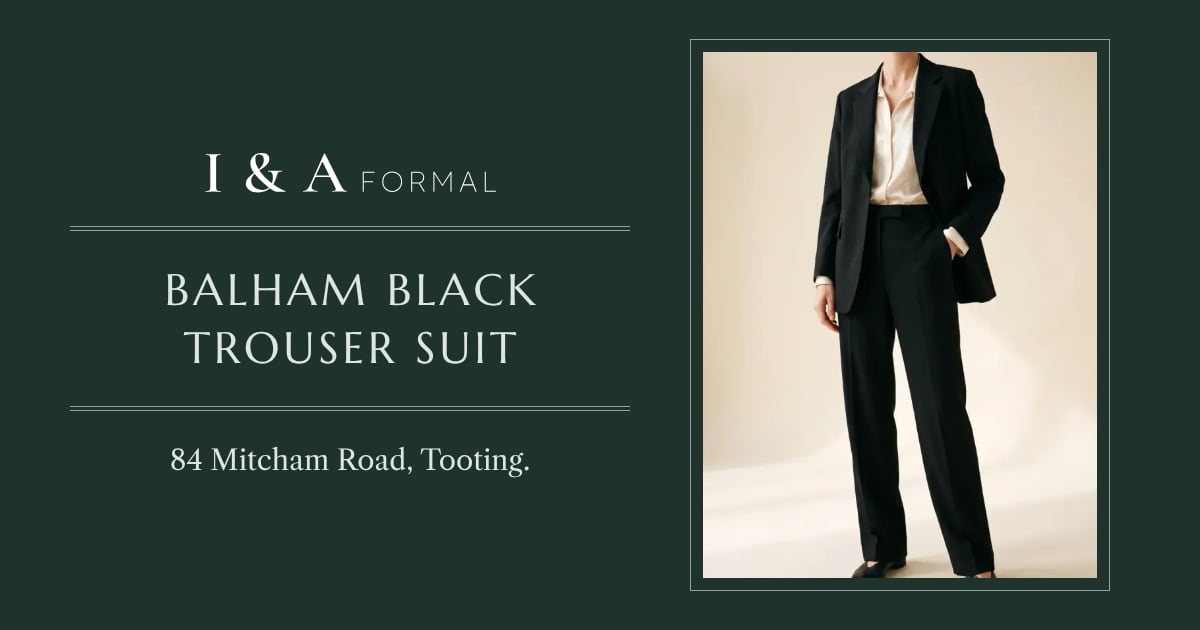 I & A FORMAL
BALHAM BLACK
TROUSER SUIT
84 Mitcham Road, Tooting.